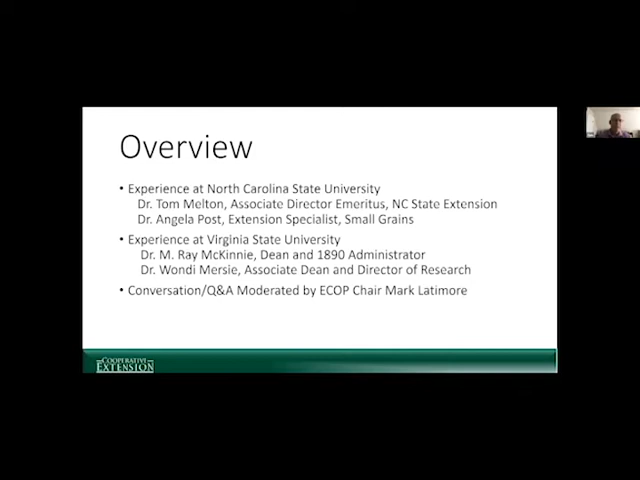 Overview
• Experience at North Carolina State University
Dr. Tom Melton, Associate Director Emeritus, NC State Extension
Dr. Angela Post, Extension Specialist, Small Grains
• Experience at Virginia State University
Dr. M. Ray McKinnie, Dean and 1890 Administrator
Dr. Wondi Mersie, Associate Dean and Director of Research
• Conversation/Q&A Moderated by ECOP Chair Mark Latimore
COOPERATIVE
EXTENSION